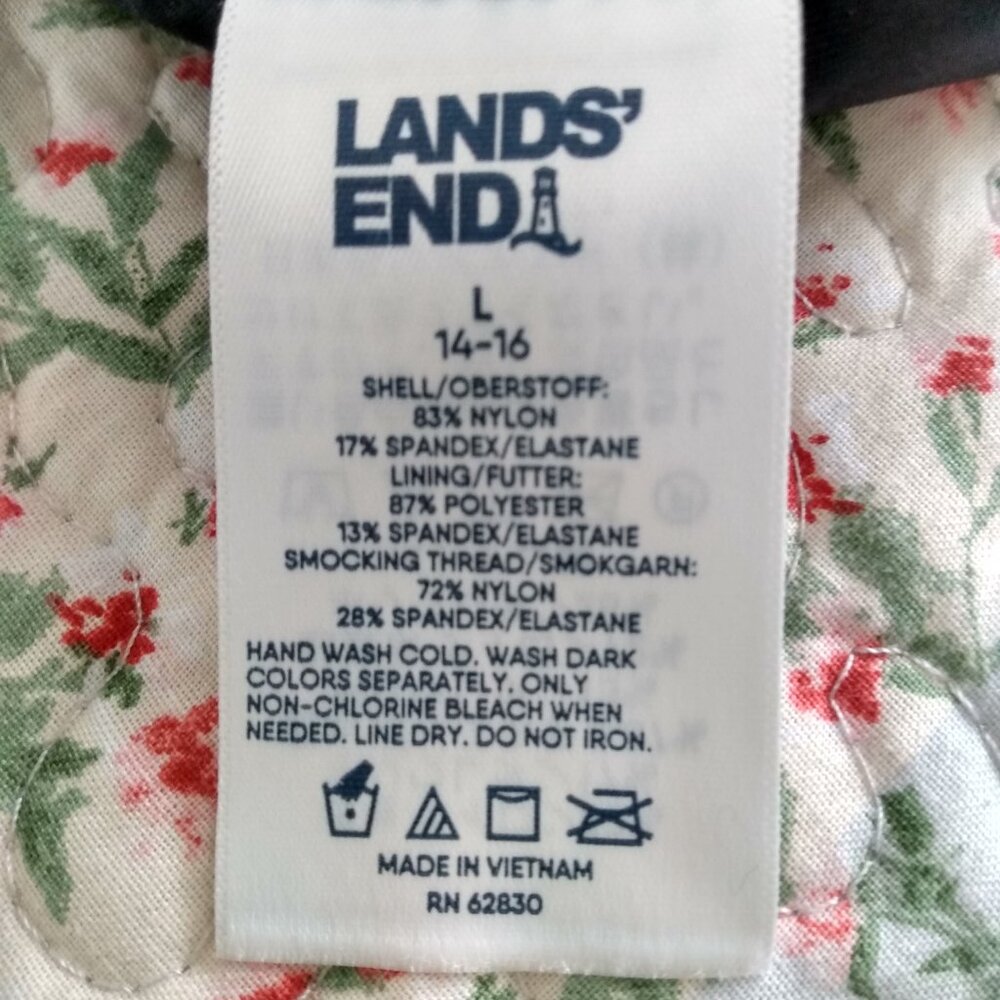 LANDS'
END
L
14-16
SHELL/OBERSTOFF:
83% NYLON
17% SPANDEX/ELASTANE
LINING/FUTTER:
87% POLYESTER
13% SPANDEX/ELASTANE
SMOCKING THREAD/SMOKGARN:
72% NYLON
28% SPANDEX/ELASTANE
HAND WASH COLD. WASH DARK
COLORS SEPARATELY. ONLY
NON-CHLORINE BLEACH WHEN
NEEDED. LINE DRY. DO NOT IRON.
MADE IN VIETNAM
RN 62830